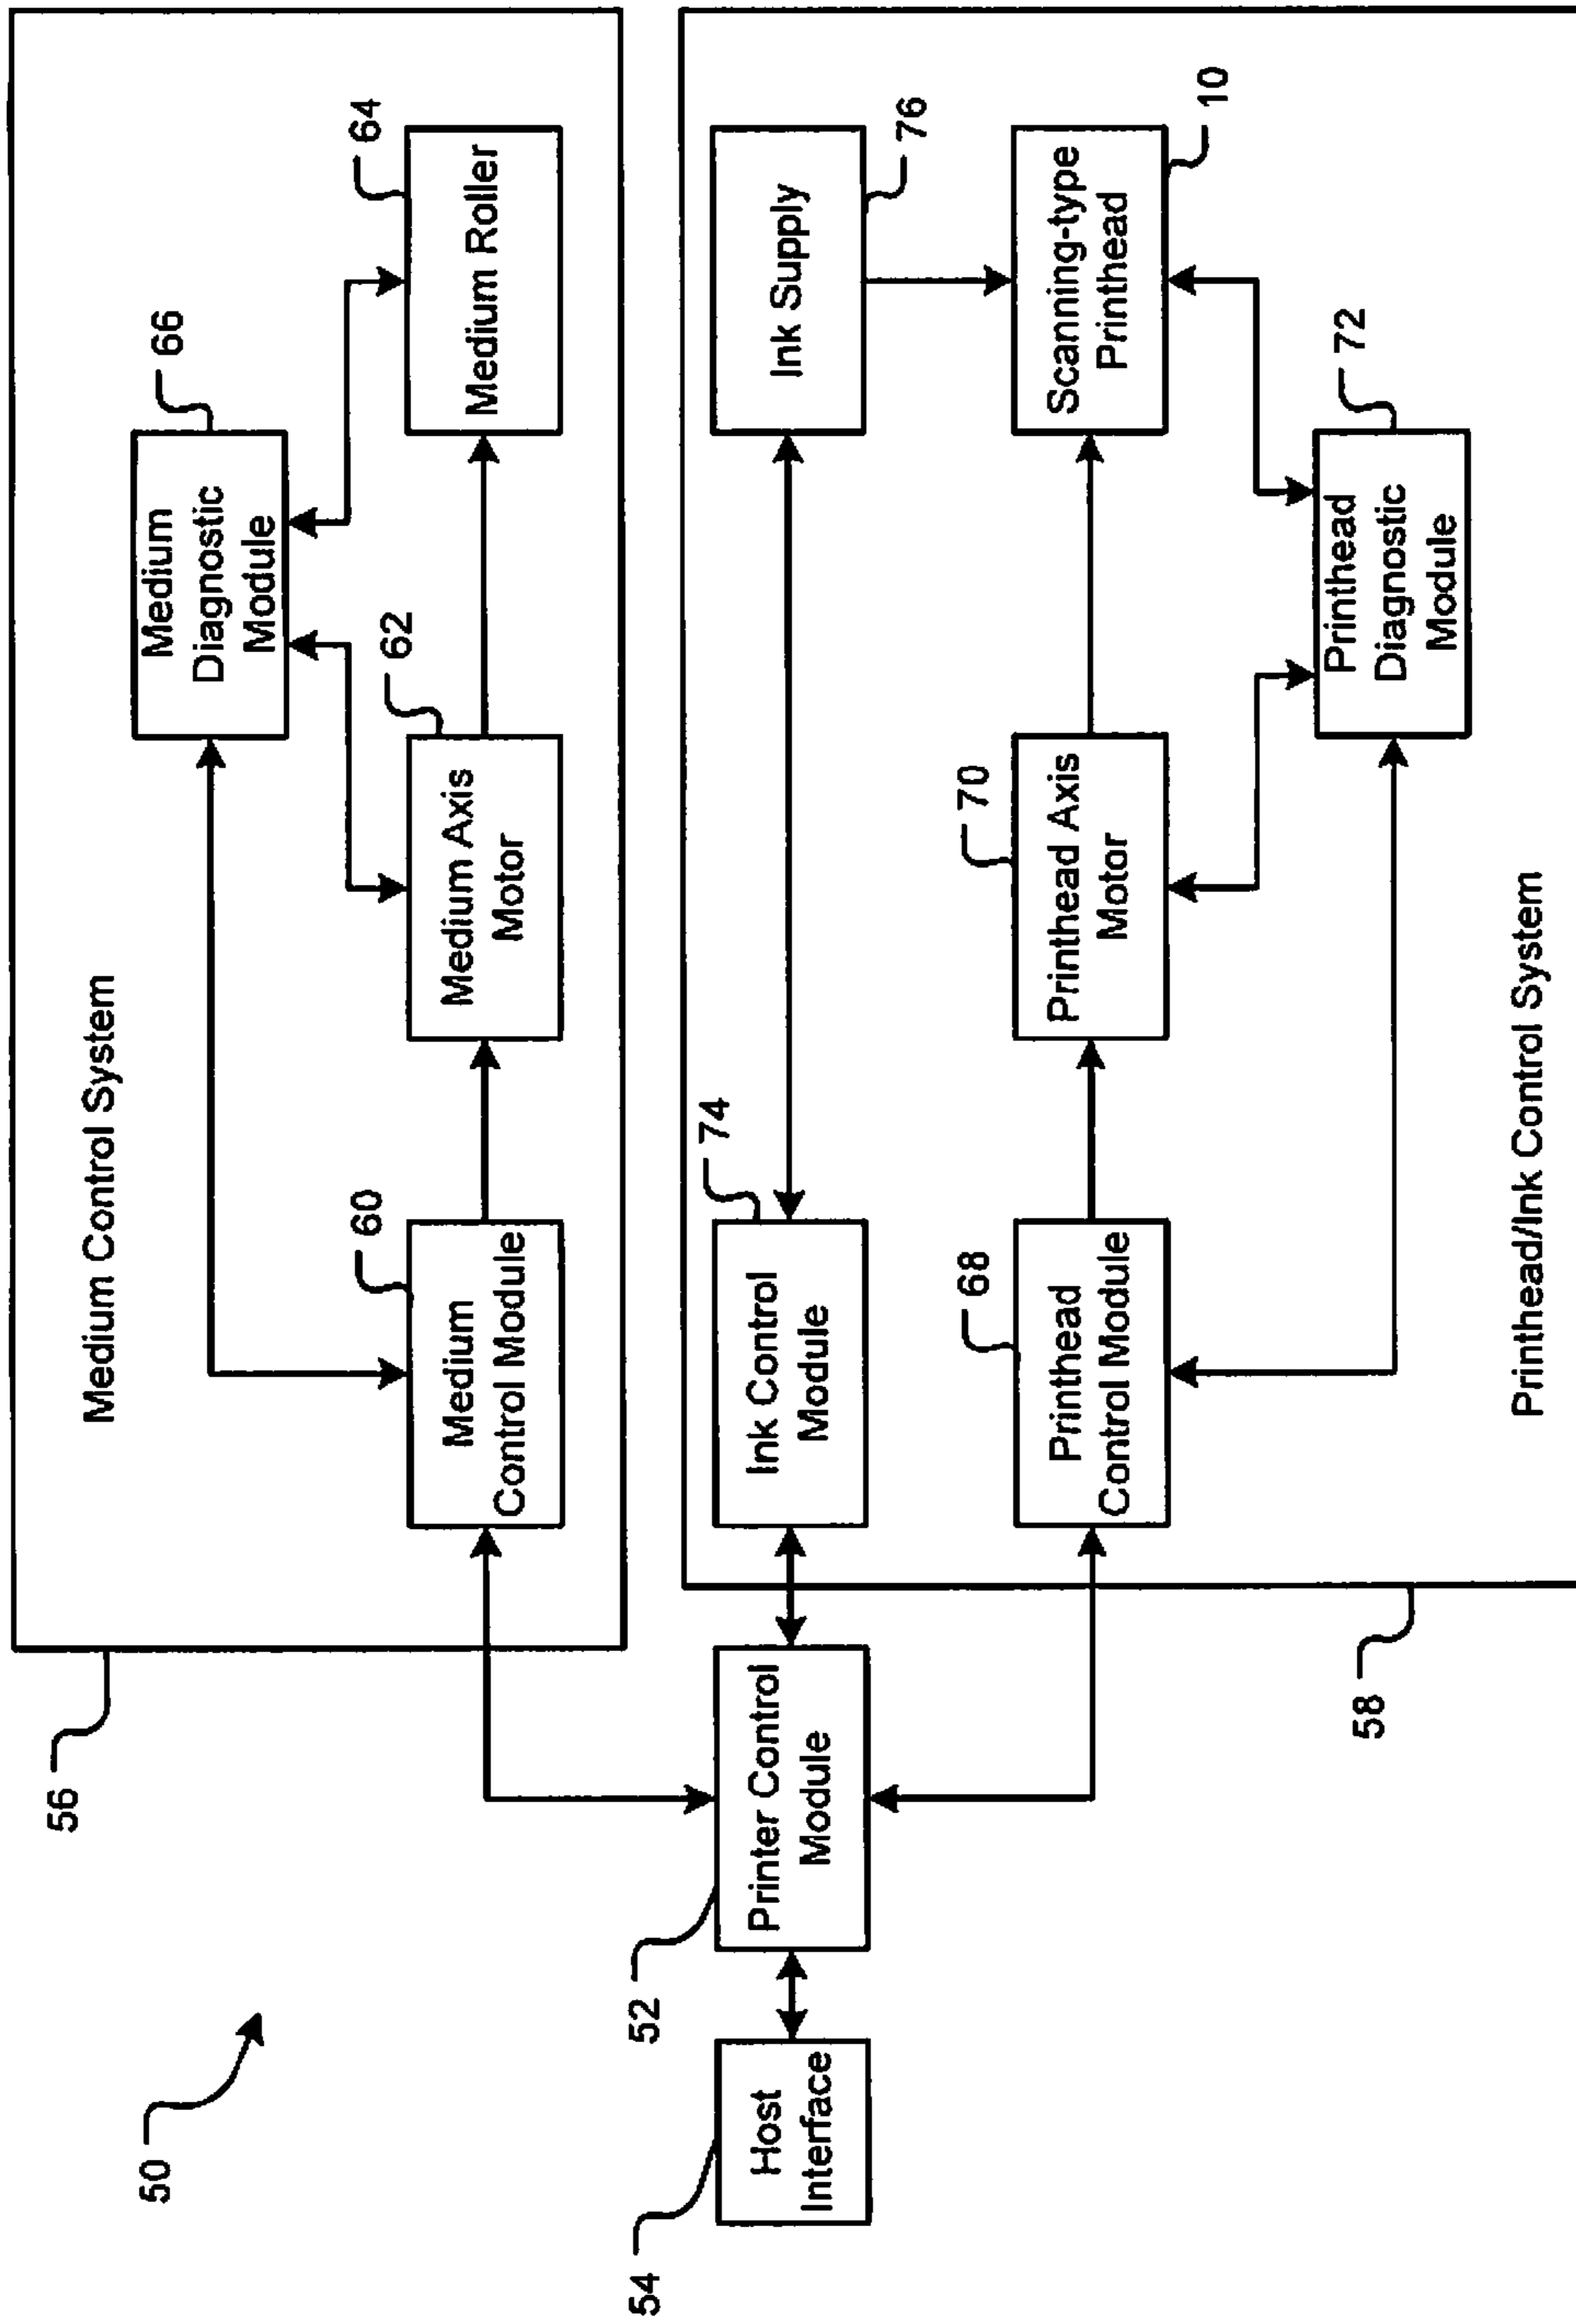 50
56
Medium Control System
Medium
Diagnostic
Module
66
60
62
64
Medium
Control Module
Medium Axis
Motor
Medium Roller
54
Host
Interface
52
Printer Control
Module
74
Ink Control
Module
Ink Supply
76
68
Printhead
Control Module
70
Printhead Axis
Motor
Scanning-type
Printhead
10
Printhead
Diagnostic
Module
72
58
Printhead/Ink Control System